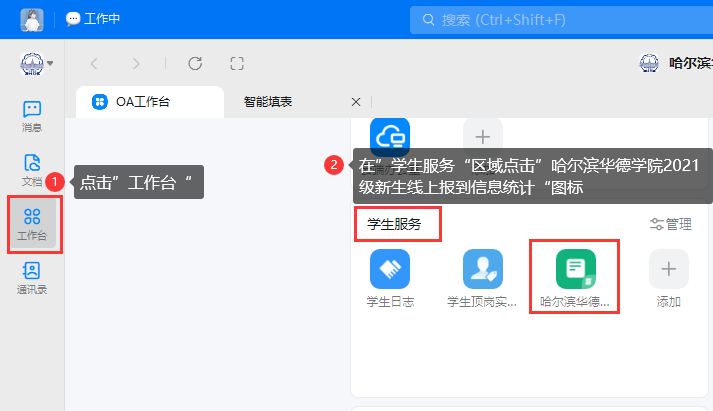 工作中
搜索 (Ctrl+Shift+F)
哈尔滨华
OA工作台
智能填表
消息
文档
1 点击”工作台“
2 在”学生服务“区域点击”哈尔滨华德学院2021
级新生线上报到信息统计“图标
工作台
学生服务
管理
通讯录
学生日志
学生顶岗实...
哈尔滨华德...
添加